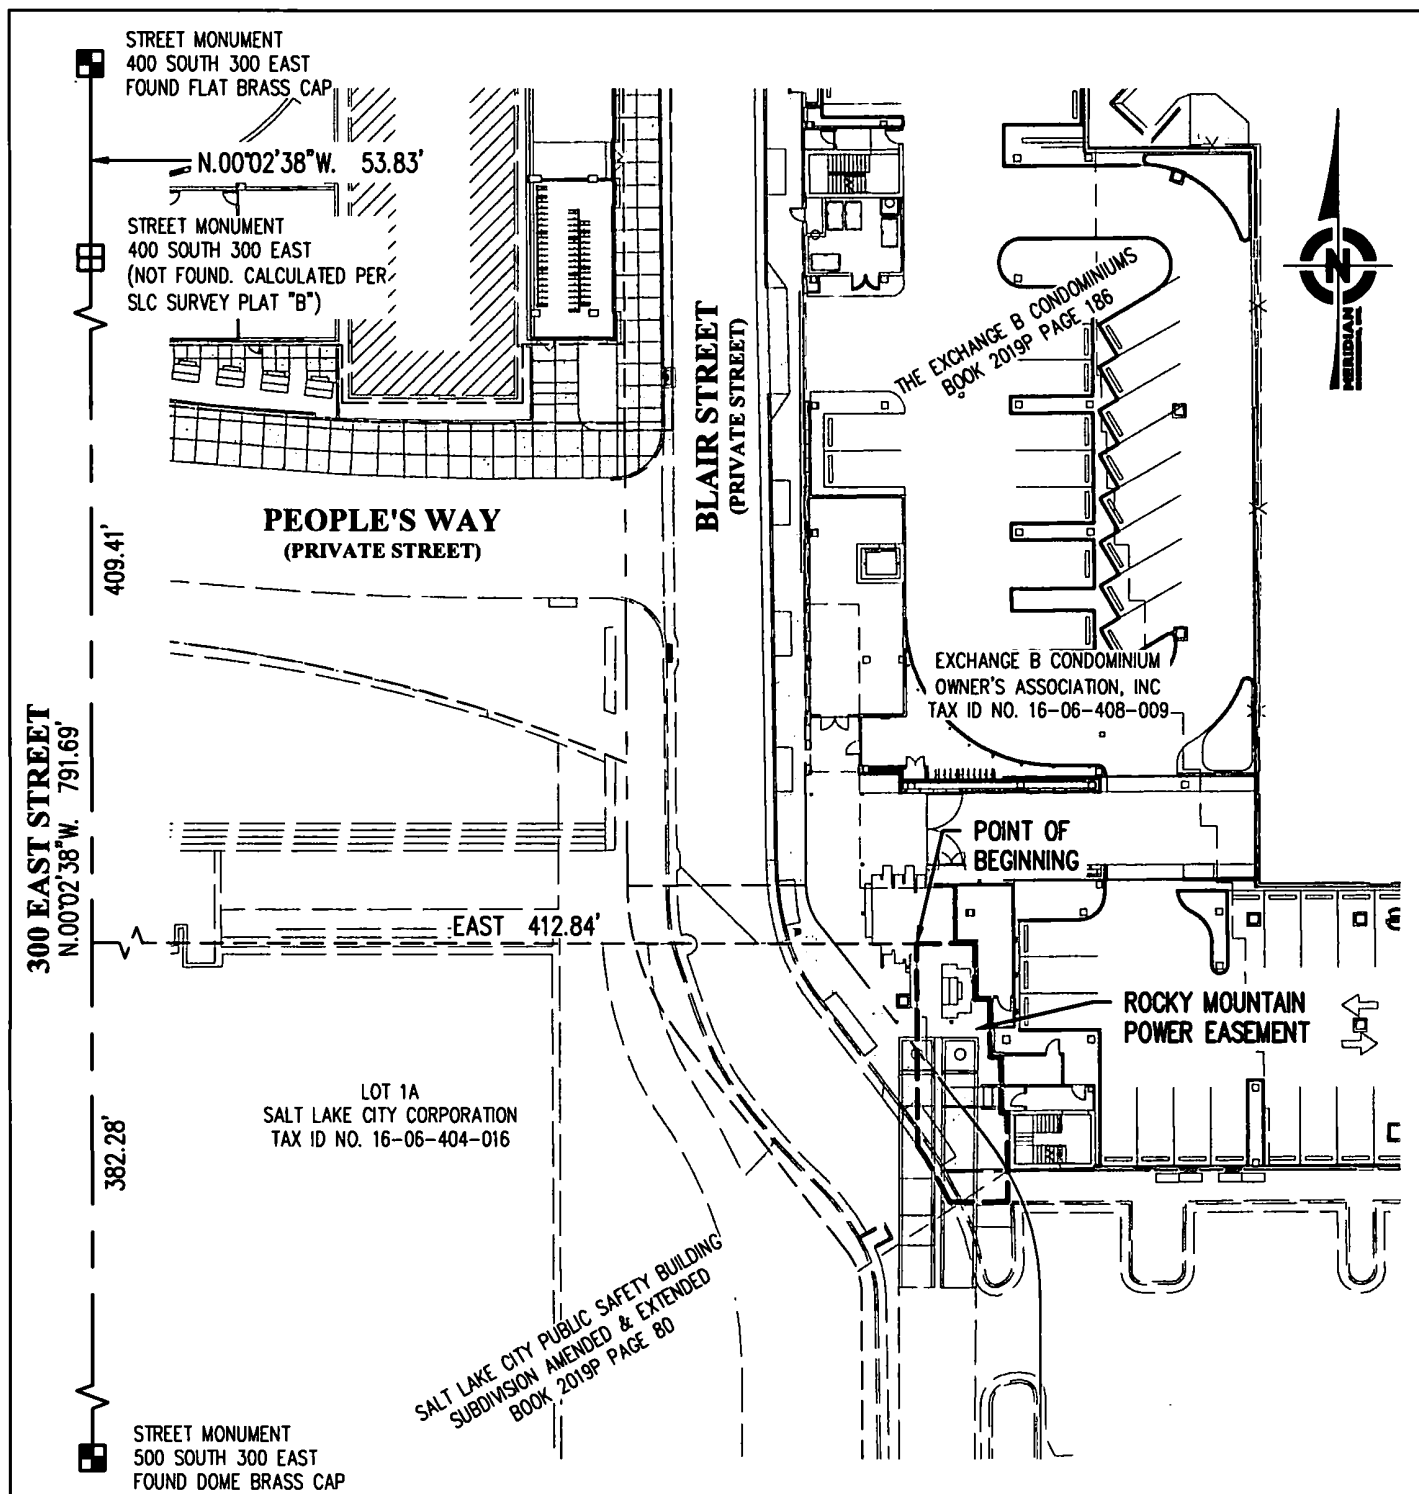 STREET MONUMENT
400 SOUTH 300 EAST
FOUND FLAT BRASS CAP
N.00°02'38"W. 53.83'
STREET MONUMENT
400 SOUTH 300 EAST
(NOT FOUND. CALCULATED PER
SLC SURVEY PLAT "B")
N
MERIDIAN
THE EXCHANGE B CONDOMINIUMS
BOOK 2019P PAGE 186
BLAIR STREET
(PRIVATE STREET)
PEOPLE'S WAY
(PRIVATE STREET)
409.41'
EXCHANGE B CONDOMINIUM
OWNER'S ASSOCIATION, INC
TAX ID NO. 16-06-408-009
300 EAST STREET
N.00°02'38"W. 791.69'
POINT OF
BEGINNING
EAST 412.84'
ROCKY MOUNTAIN
POWER EASEMENT
LOT 1A
SALT LAKE CITY CORPORATION
TAX ID NO. 16-06-404-016
382.28'
SALT LAKE CITY PUBLIC SAFETY BUILDING
SUBDIVISION AMENDED & EXTENDED
BOOK 2019P PAGE 80
STREET MONUMENT
500 SOUTH 300 EAST
FOUND DOME BRASS CAP